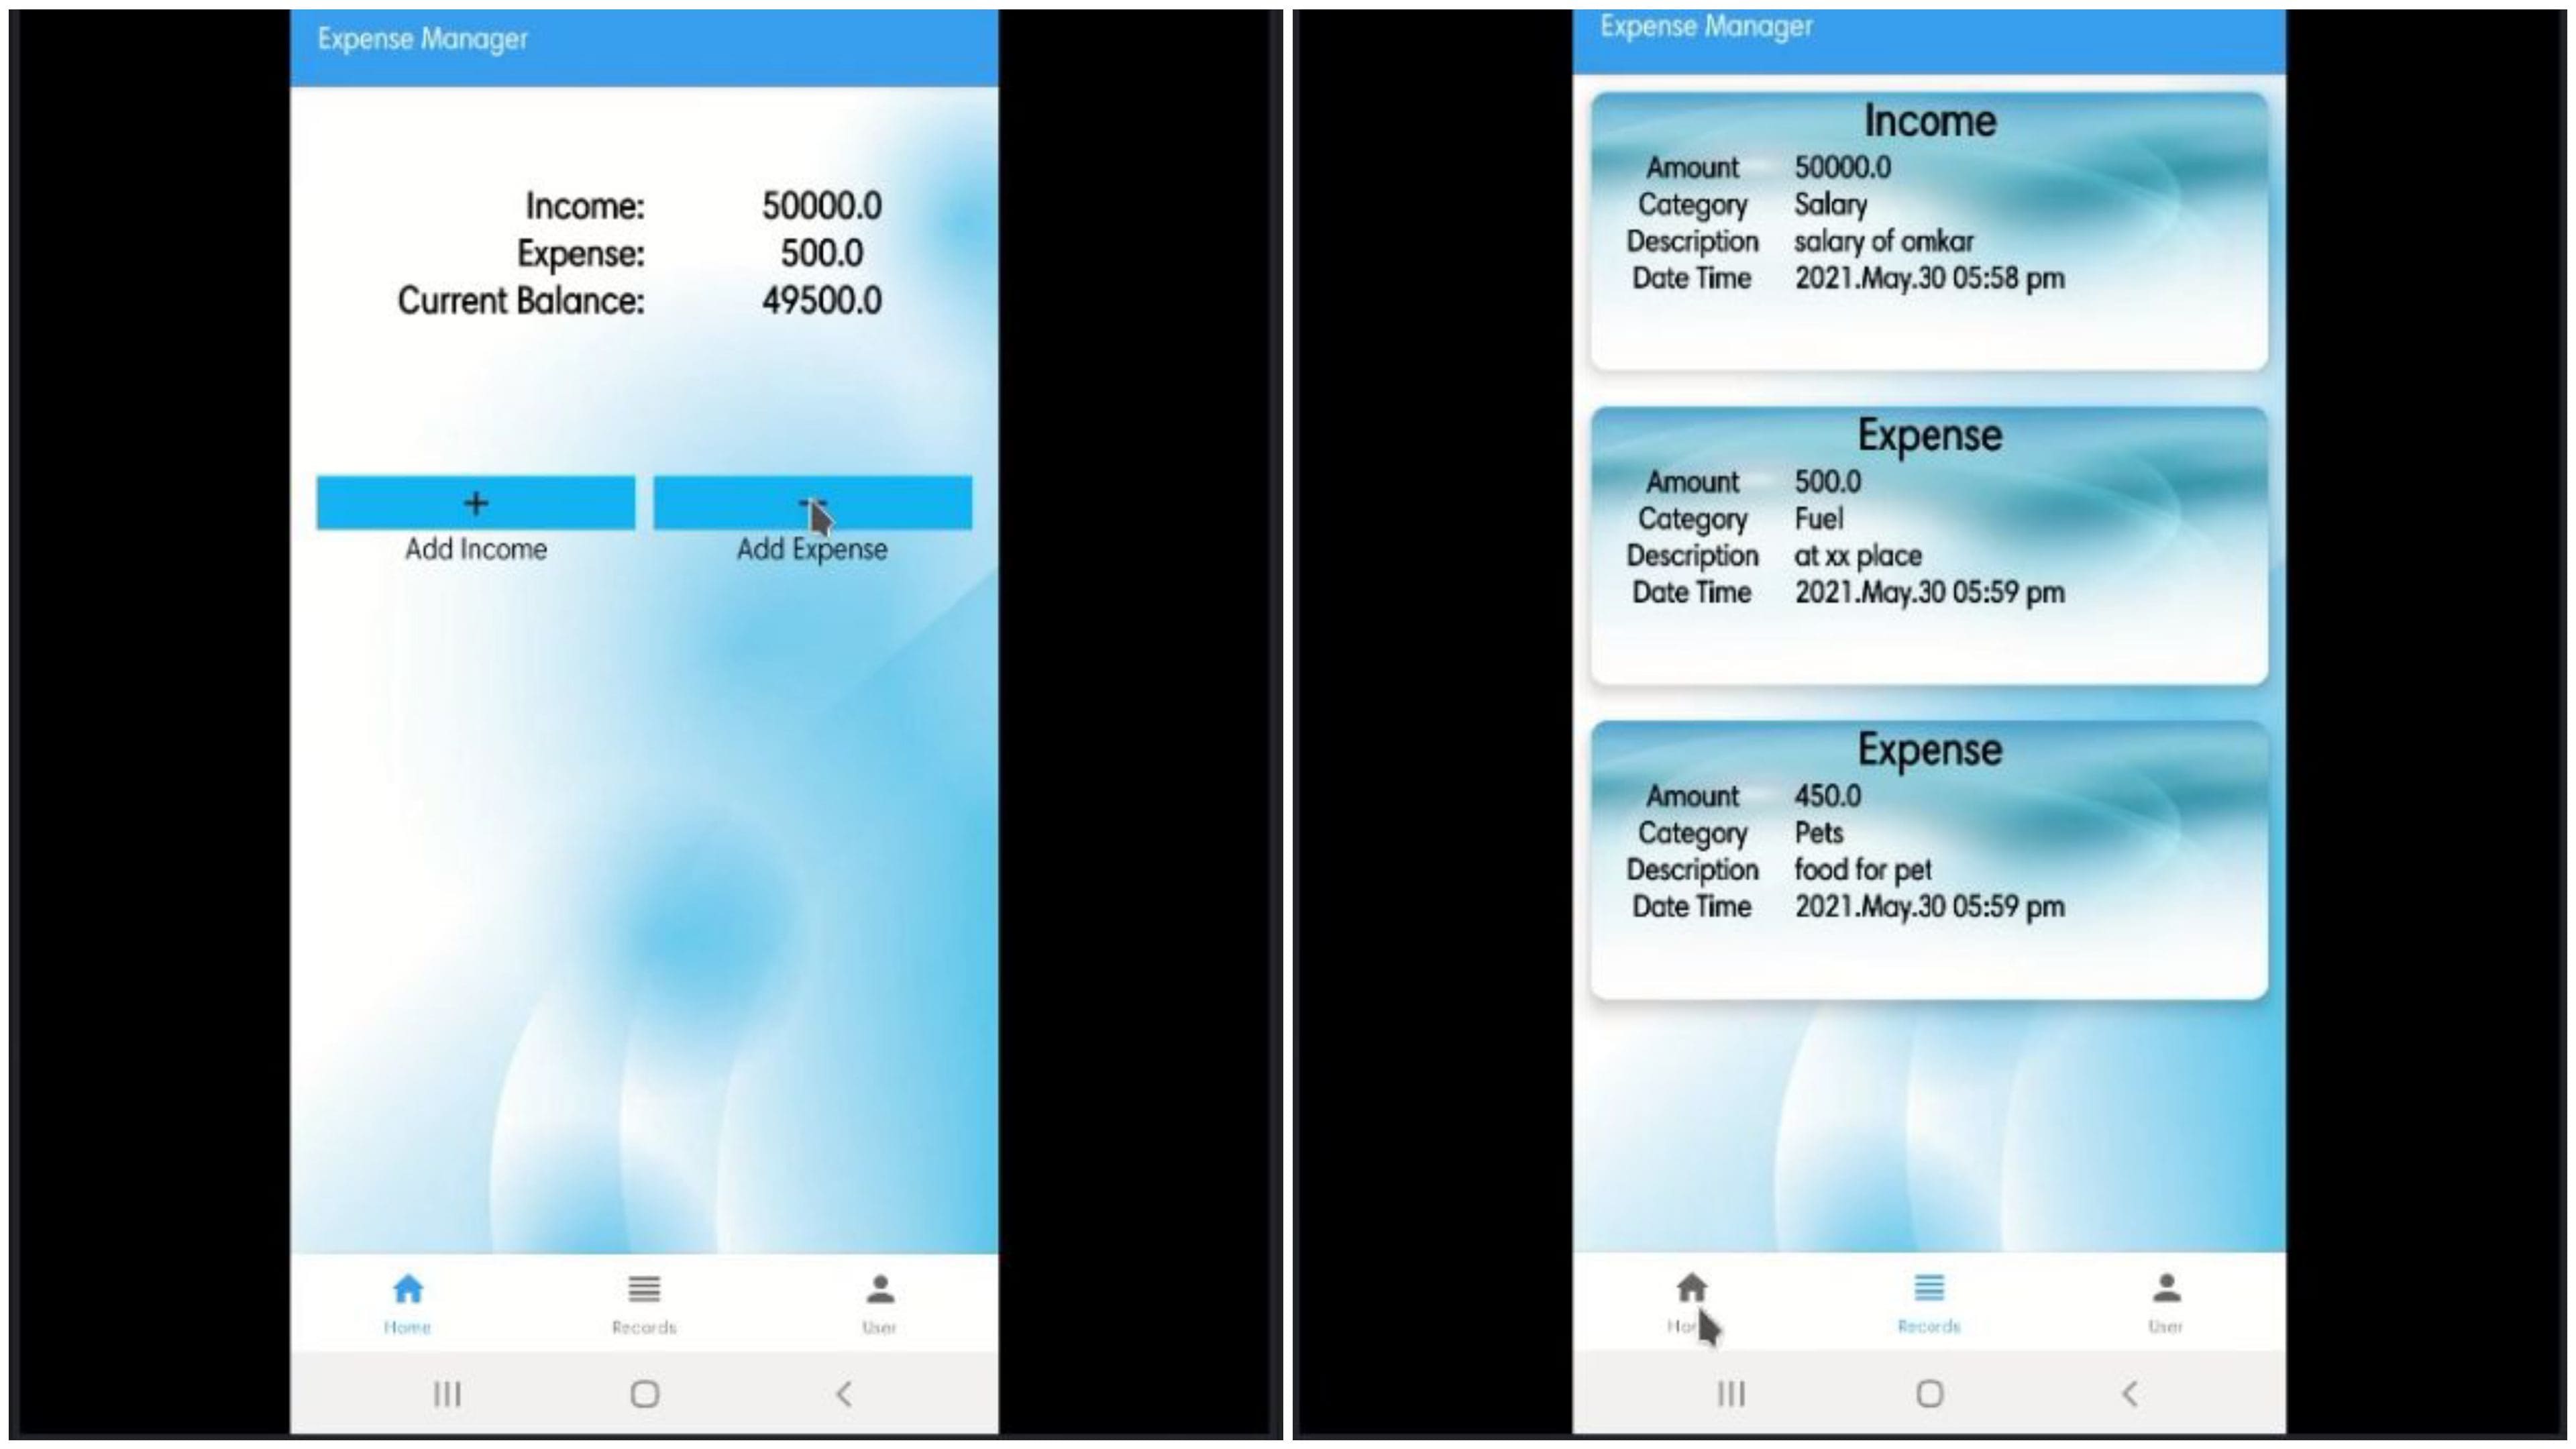 Expense Manager
Income: 50000.0
Expense: 500.0
Current Balance: 49500.0
+
Add Income
Add Expense
Home Records User
Expense Manager
Income
Amount 50000.0
Category Salary
Description salary of omkar
Date Time 2021.May.30 05:58 pm
Expense
Amount 500.0
Category Fuel
Description at xx place
Date Time 2021.May.30 05:59 pm
Expense
Amount 450.0
Category Pets
Description food for pet
Date Time 2021.May.30 05:59 pm
Records User